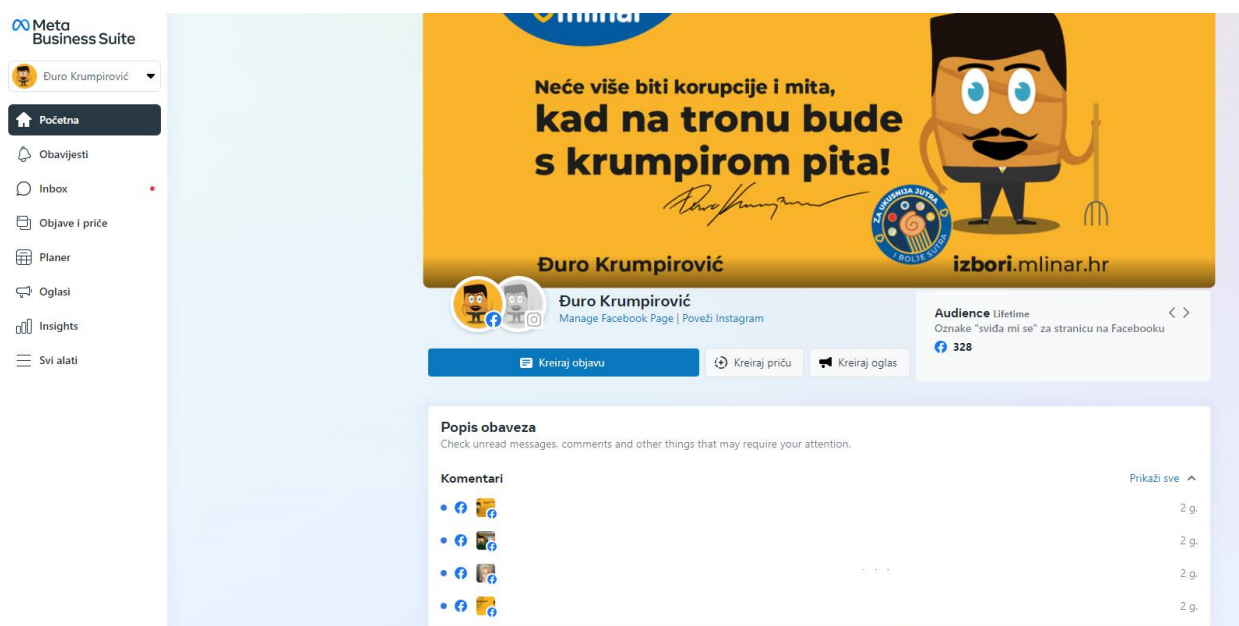 Meta
Business Suite
Đuro Krumpirović
Početna
Obavijesti
Inbox
Objave i priče
Planer
Oglasi
Insights
Svi alati
mlinar
Neće više biti korupcije i mita,
kad na tronu bude
s krumpirom pita!
ZA UKUSNIJA JUTRA
I BOLJE SUTRA
Đuro Krumpirović
izbori.mlinar.hr
Đuro Krumpirović
Manage Facebook Page | Poveži Instagram
Kreiraj objavu
Kreiraj priču
Kreiraj oglas
Audience Lifetime
Oznake "sviđa mi se" za stranicu na Facebooku
328
Popis obaveza
Check unread messages, comments and other things that may require your attention.
Komentari
Prikaži sve
2 g.
2 g.
2 g.
2 g.